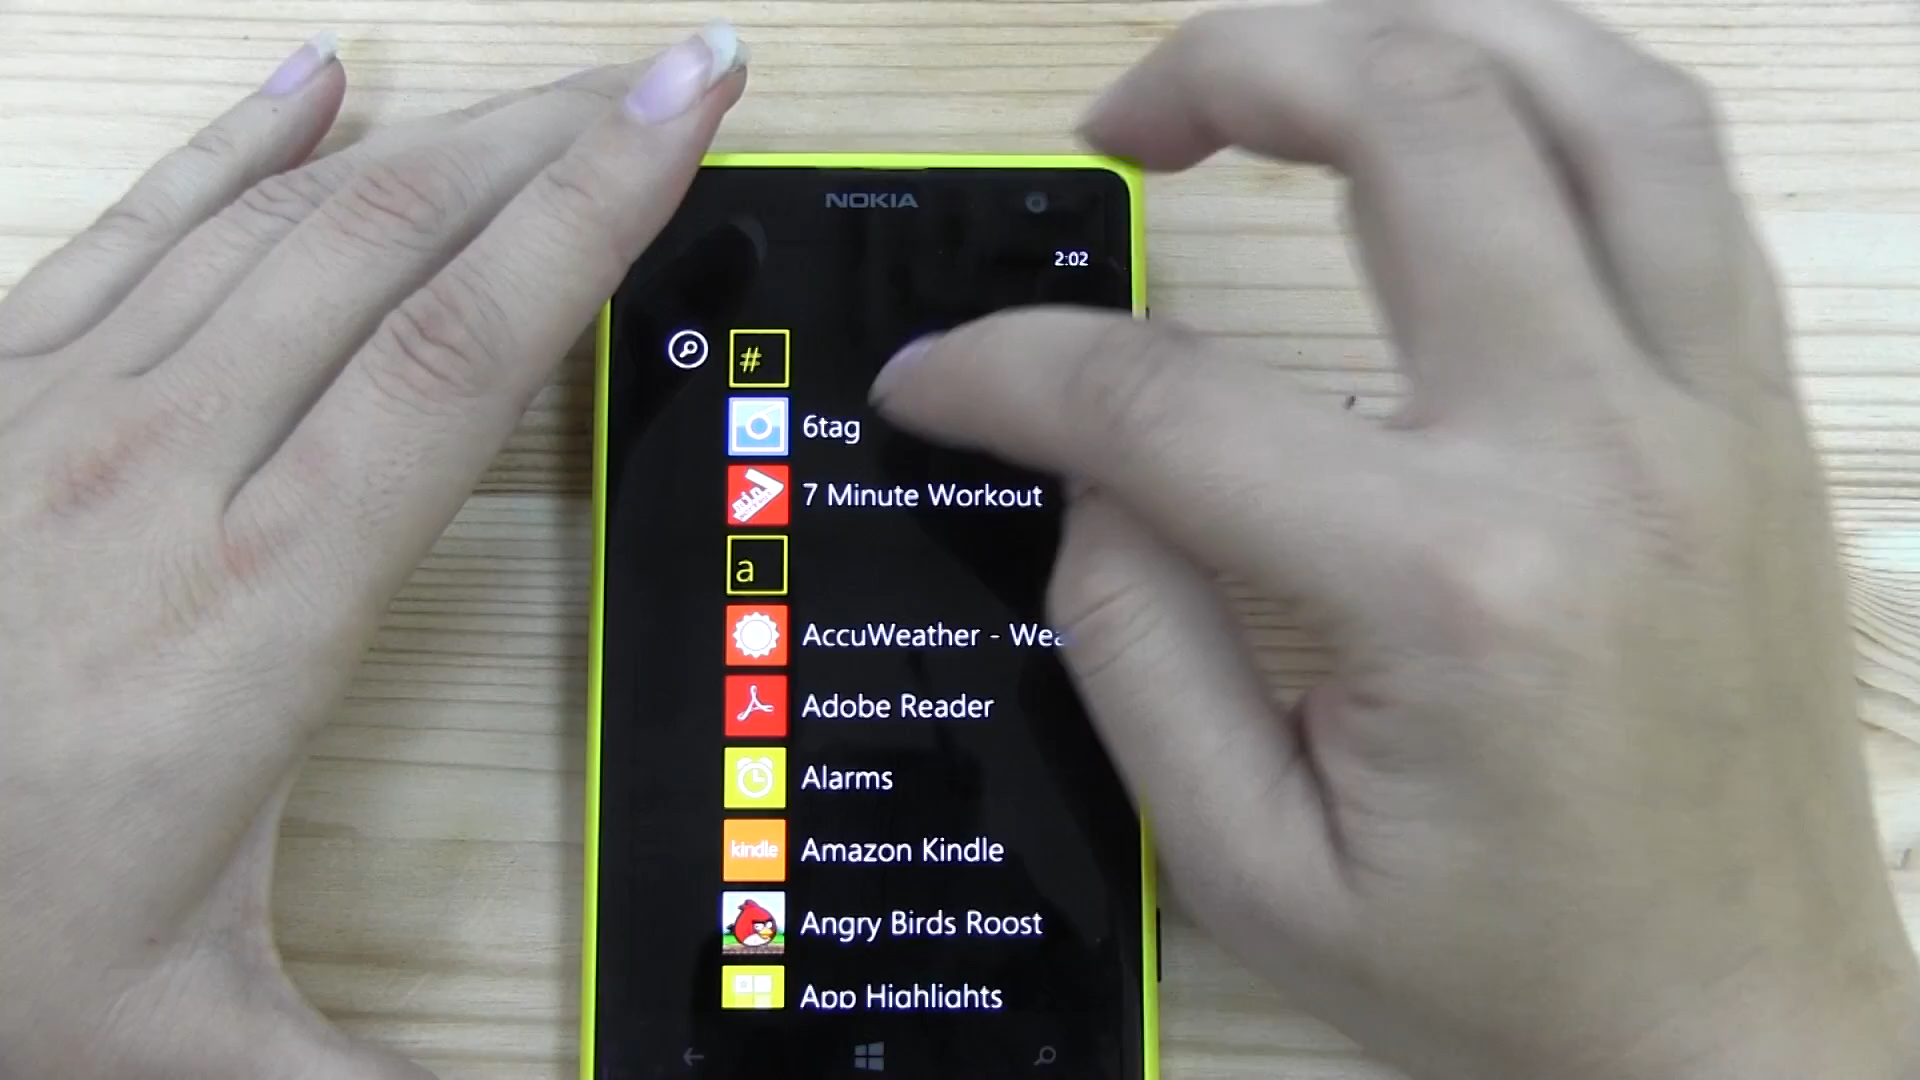 NOKIA
2:02
#
6tag
7 Minute Workout
a
AccuWeather - Wea
Adobe Reader
Alarms
kindle
Amazon Kindle
Angry Birds Roost
App Highlights